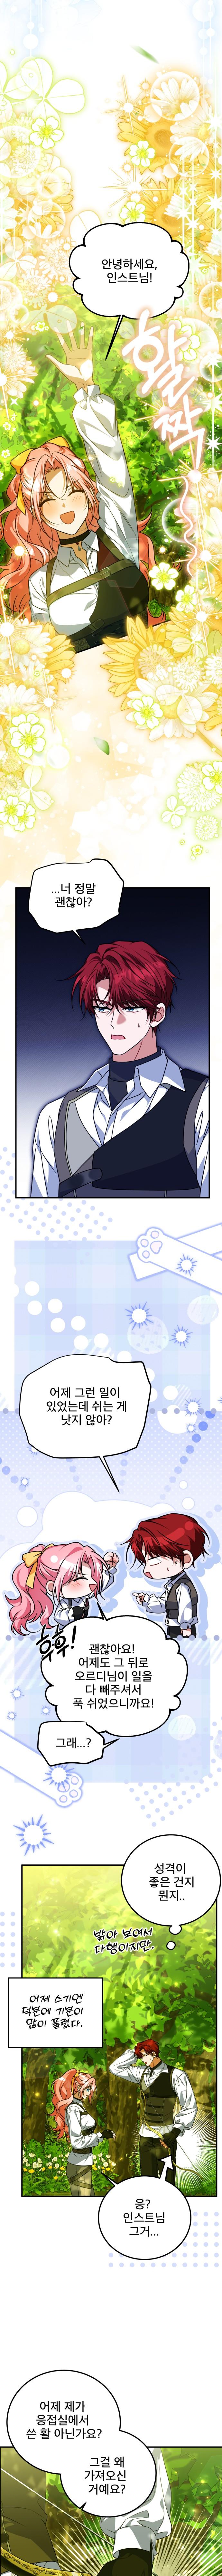 안녕하세요,
인스트님!
활짝
...너 정말
괜찮아?
어제 그런 일이
있었는데 쉬는 게
낫지 않아?
후후!
괜찮아요!
어제도 그 뒤로
오르디님이 일을
다 빼주셔서
푹 쉬었으니까요!
그래...?
성격이
좋은 건지
뭔지..
밝아 보여서
다행이지만.
어제 스기엔
덕분에 기분이
많이 풀렸다.
응?
인스트님
그거...
어제 제가
응접실에서
쓴 활 아닌가요?
그걸 왜
가져오신
거예요?